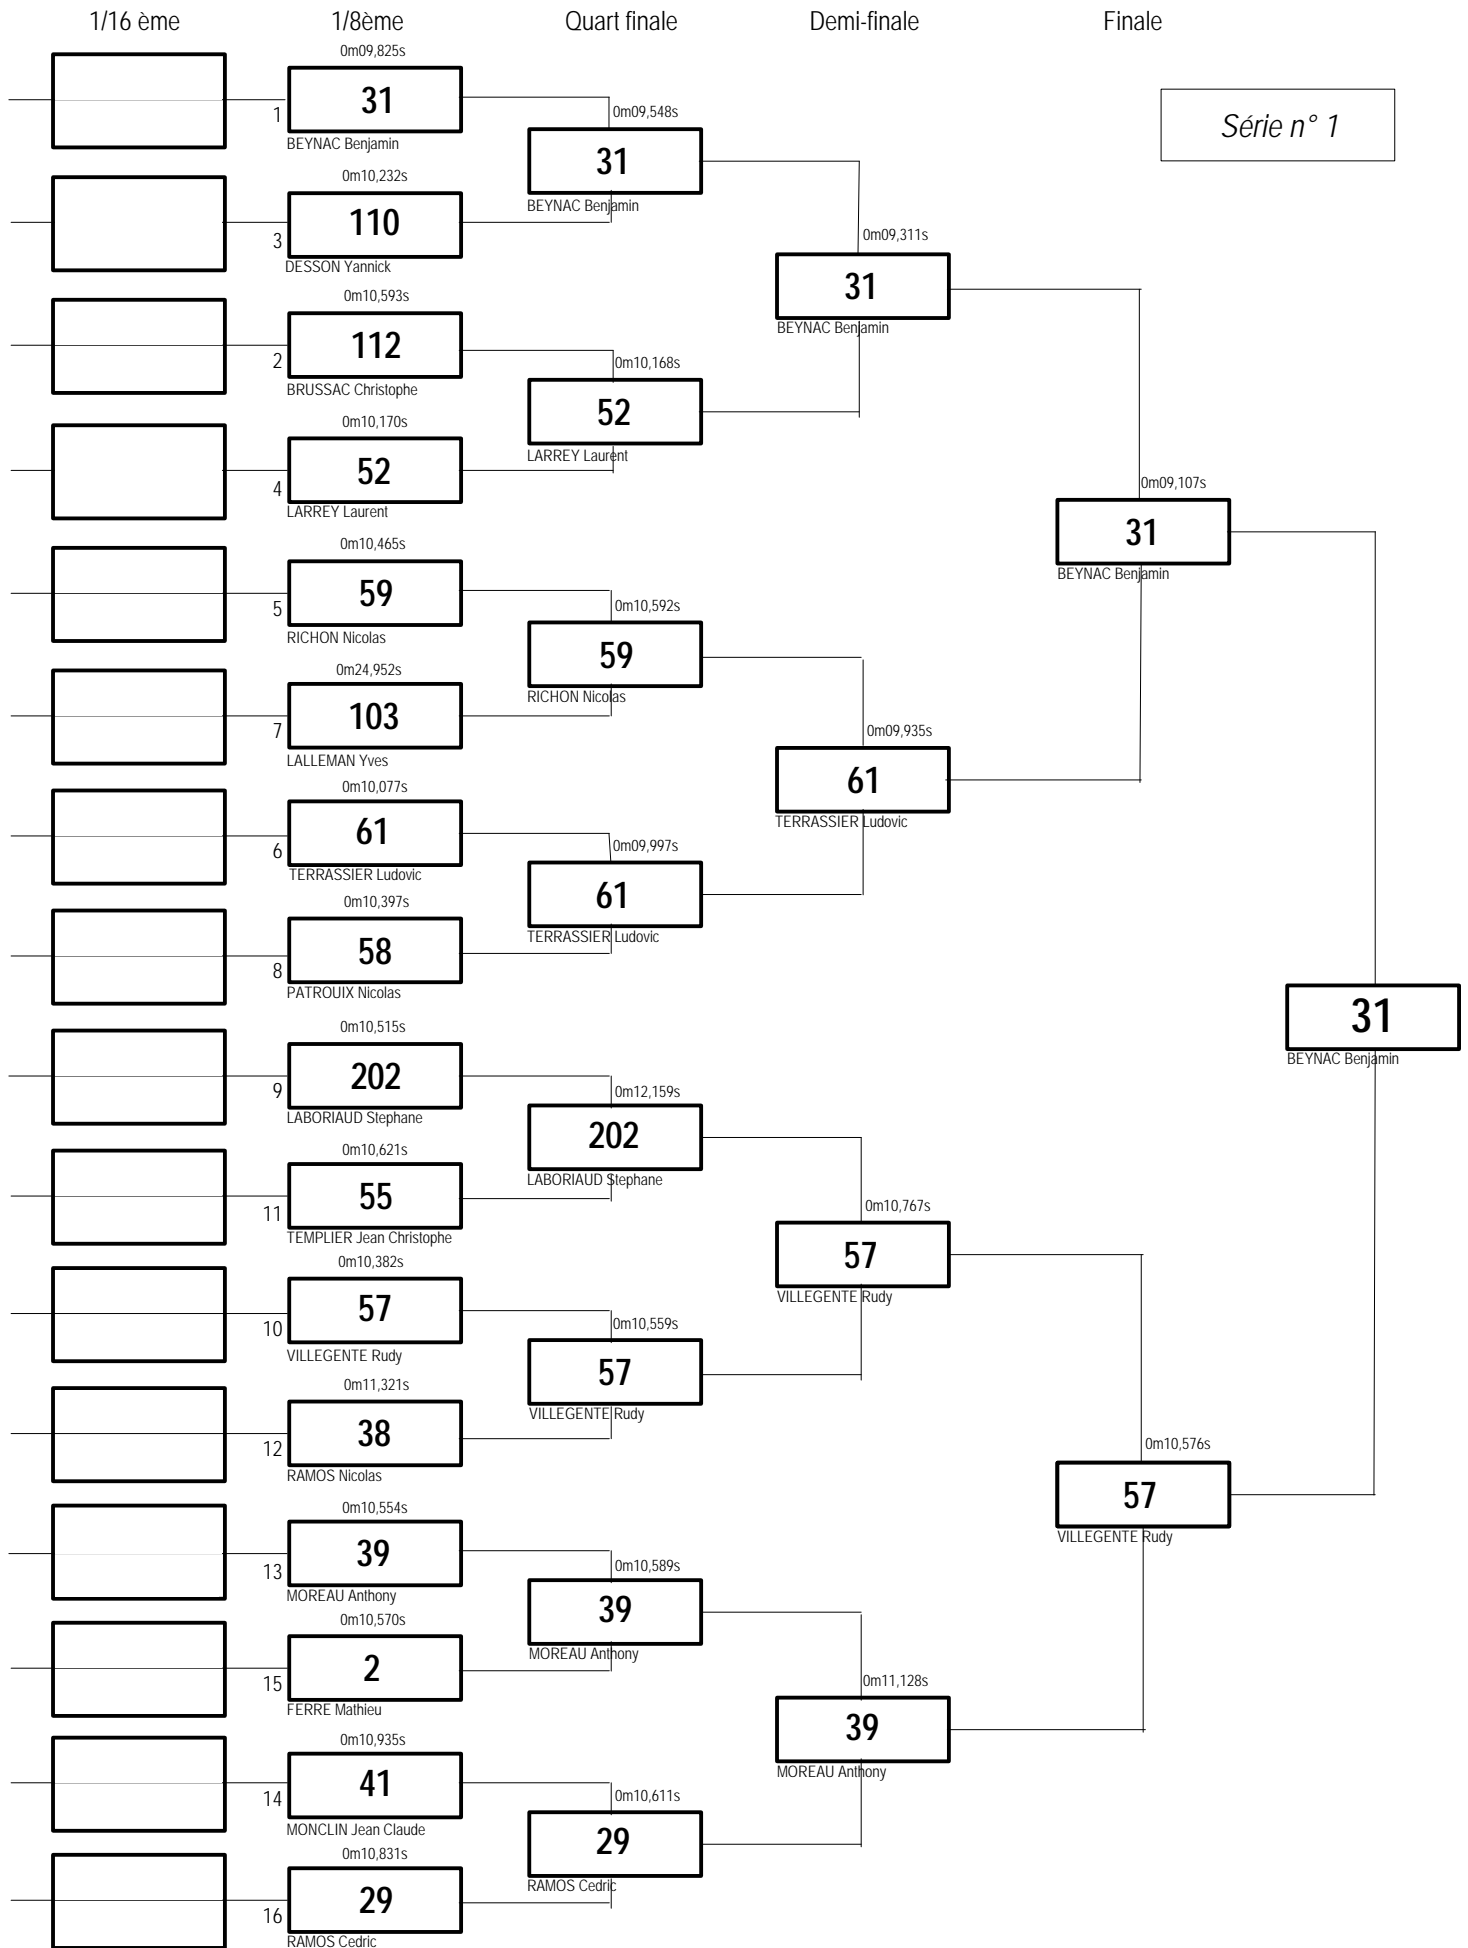 1/16 ème
1/8ème
Quart finale
Demi-finale
Finale
Série n° 1
0m09,825s
31
1
BEYNAC Benjamin
0m10,232s
110
3
DESSON Yannick
0m10,593s
112
2
BRUSSAC Christophe
0m10,170s
52
4
LARREY Laurent
0m10,465s
59
5
RICHON Nicolas
0m24,952s
103
7
LALLEMAN Yves
0m10,077s
61
6
TERRASSIER Ludovic
0m10,397s
58
8
PATROUIX Nicolas
0m10,515s
202
9
LABORIAUD Stephane
0m10,621s
55
11
TEMPLIER Jean Christophe
0m10,382s
57
10
VILLEGENTE Rudy
0m11,321s
38
12
RAMOS Nicolas
0m10,554s
39
13
MOREAU Anthony
0m10,570s
2
15
FERRE Mathieu
0m10,935s
41
14
MONCLIN Jean Claude
0m10,831s
29
16
RAMOS Cedric
0m09,548s
31
BEYNAC Benjamin
0m10,168s
52
LARREY Laurent
0m10,592s
59
RICHON Nicolas
0m09,997s
61
TERRASSIER Ludovic
0m12,159s
202
LABORIAUD Stephane
0m10,559s
57
VILLEGENTE Rudy
0m10,589s
39
MOREAU Anthony
0m10,611s
29
RAMOS Cedric
0m09,311s
31
BEYNAC Benjamin
0m09,935s
61
TERRASSIER Ludovic
0m10,767s
57
VILLEGENTE Rudy
0m11,128s
39
MOREAU Anthony
0m09,107s
31
BEYNAC Benjamin
0m10,576s
57
VILLEGENTE Rudy
31
BEYNAC Benjamin